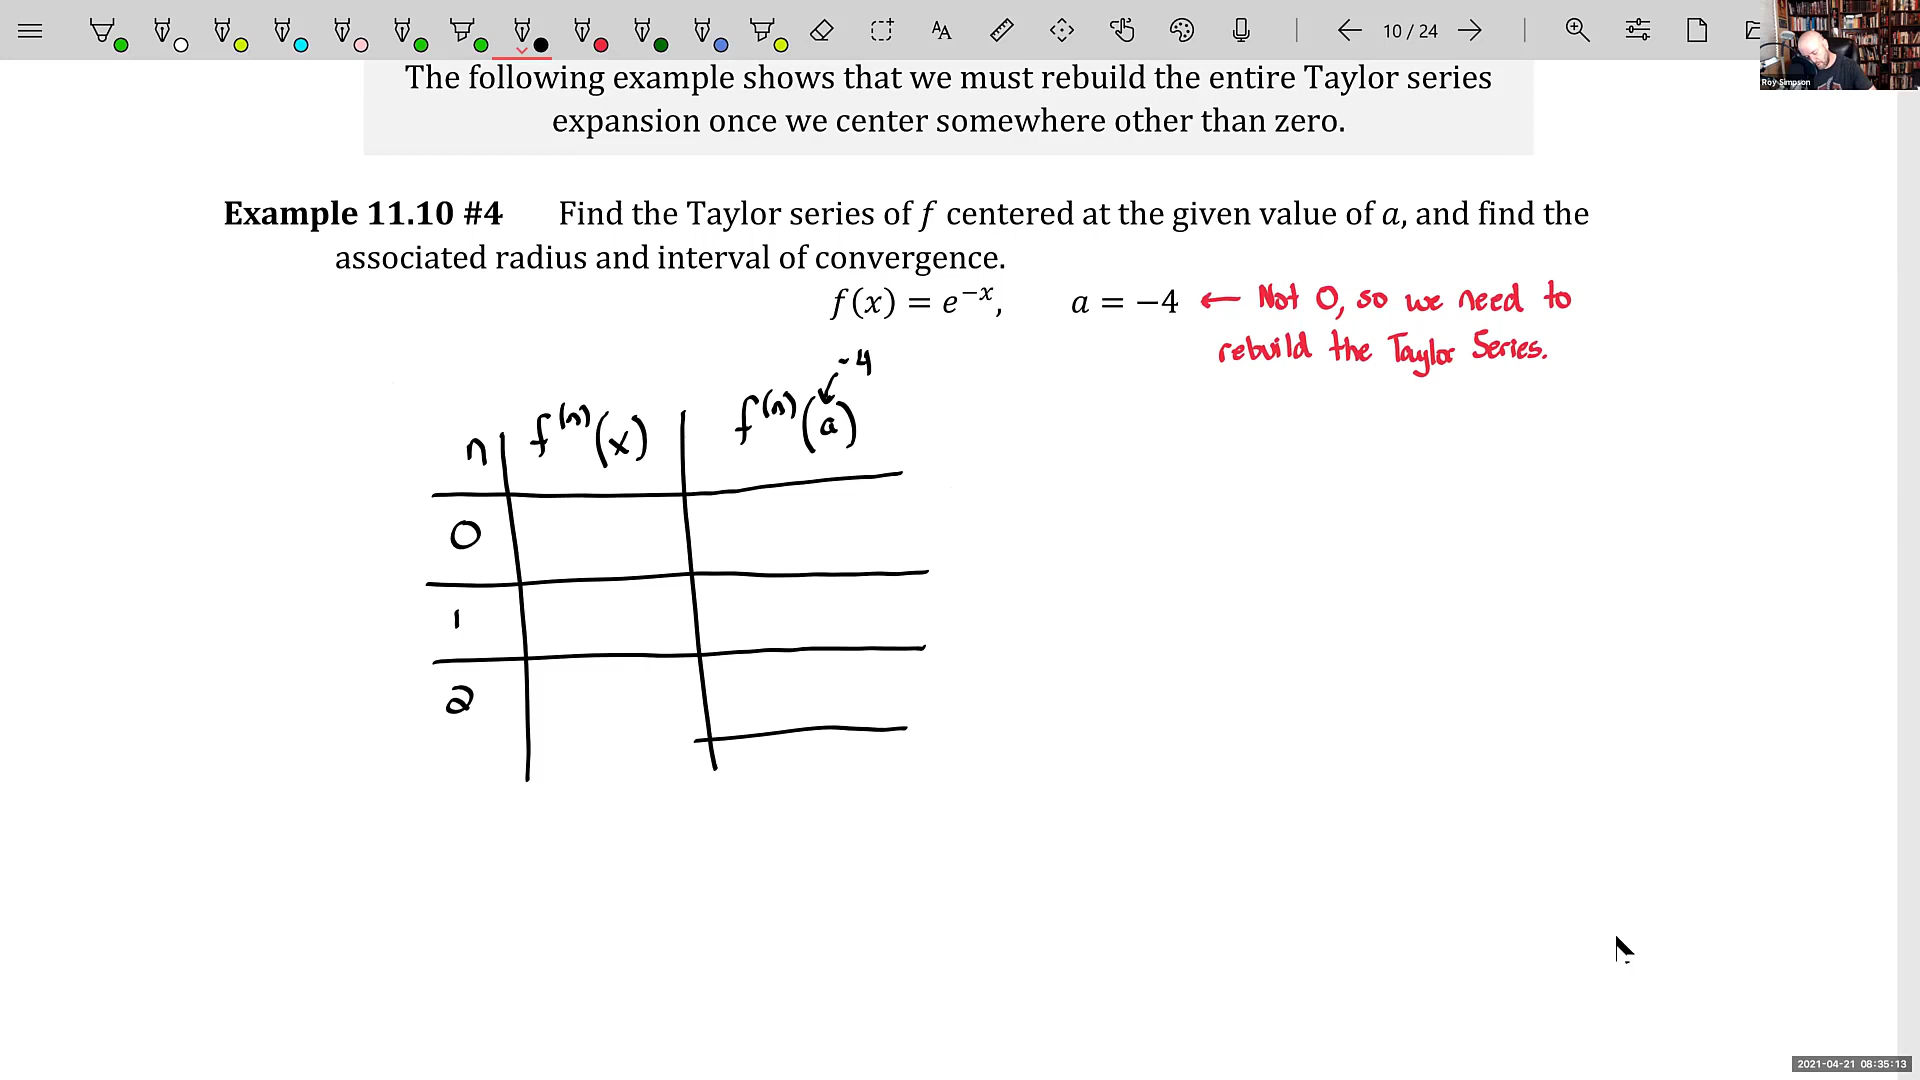 10 / 24
Roy Simpson
The following example shows that we must rebuild the entire Taylor series
expansion once we center somewhere other than zero.
Example 11.10 #4 Find the Taylor series of f centered at the given value of a, and find the
associated radius and interval of convergence.
f(x) = e^{-x}, a = −4 ← Not 0, so we need to
rebuild the Taylor Series.
-4
n f^{(n)}(x) f^{(n)}(a)
0
1
2
2021-04-21 08:35:13